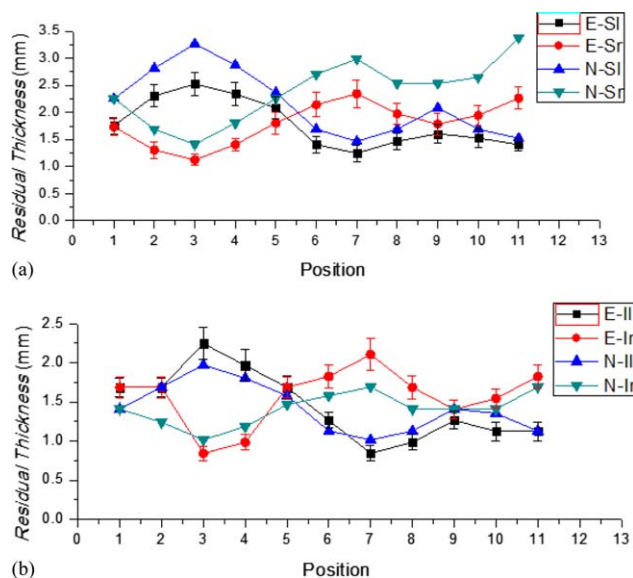 3.5
3.0
2.5
2.0
1.5
1.0
0.5
0.0
Residual Thickness (mm)
E-Sl
E-Sr
N-Sl
N-Sr
0 1 2 3 4 5 6 7 8 9 10 11 12 13
(a)
Position
2.5
2.0
1.5
1.0
0.5
0.0
Residual Thickness (mm)
E-Il
E-Ir
N-Il
N-Ir
0 1 2 3 4 5 6 7 8 9 10 11 12 13
(b)
Position